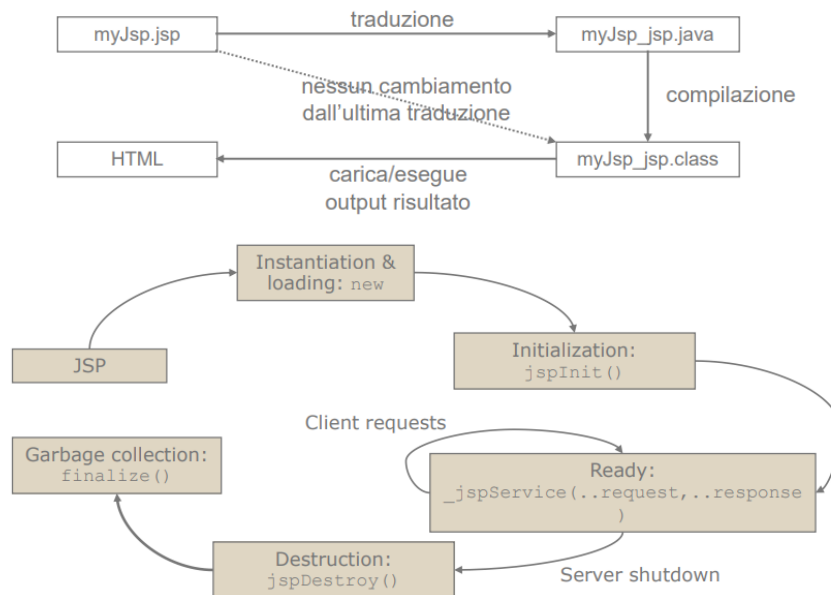 traduzione
myJsp.jsp
myJsp_jsp.java
nessun cambiamento
dall'ultima traduzione
compilazione
HTML
myJsp_jsp.class
carica/esegue
output risultato
Instantiation &
loading: new
JSP
Initialization:
jspInit()
Client requests
Garbage collection:
finalize()
Ready:
_jspService(..request,..response
)
Destruction:
jspDestroy()
Server shutdown